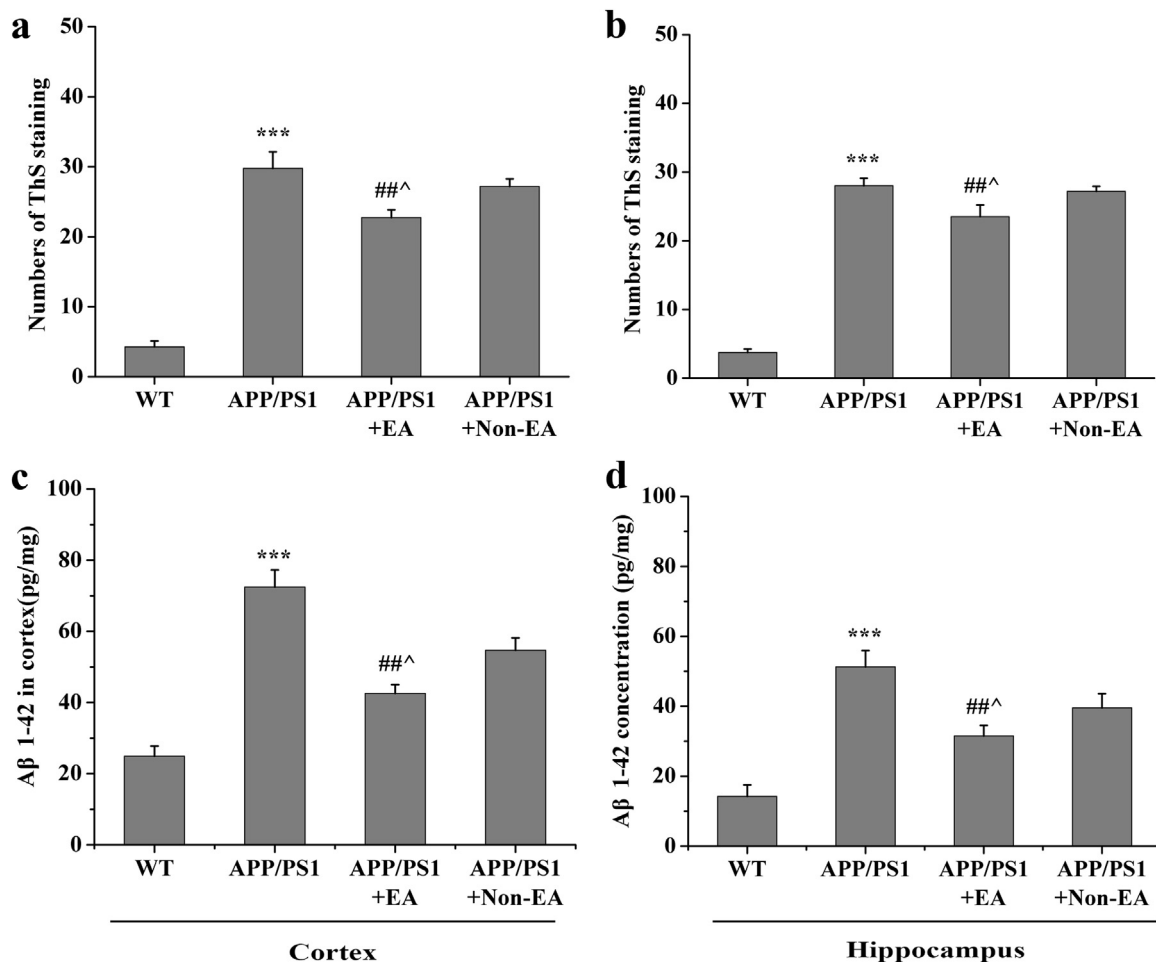 a
Numbers of ThS staining
50
40
30
20
10
0
***
##^
WT
APP/PS1
APP/PS1
+EA
APP/PS1
+Non-EA
b
Numbers of ThS staining
50
40
30
20
10
0
***
##^
WT
APP/PS1
APP/PS1
+EA
APP/PS1
+Non-EA
c
Aβ 1-42 in cortex(pg/mg)
100
80
60
40
20
0
***
##^
WT
APP/PS1
APP/PS1
+EA
APP/PS1
+Non-EA
Cortex
d
Aβ 1-42 concentration (pg/mg)
100
80
60
40
20
0
***
##^
WT
APP/PS1
APP/PS1
+EA
APP/PS1
+Non-EA
Hippocampus